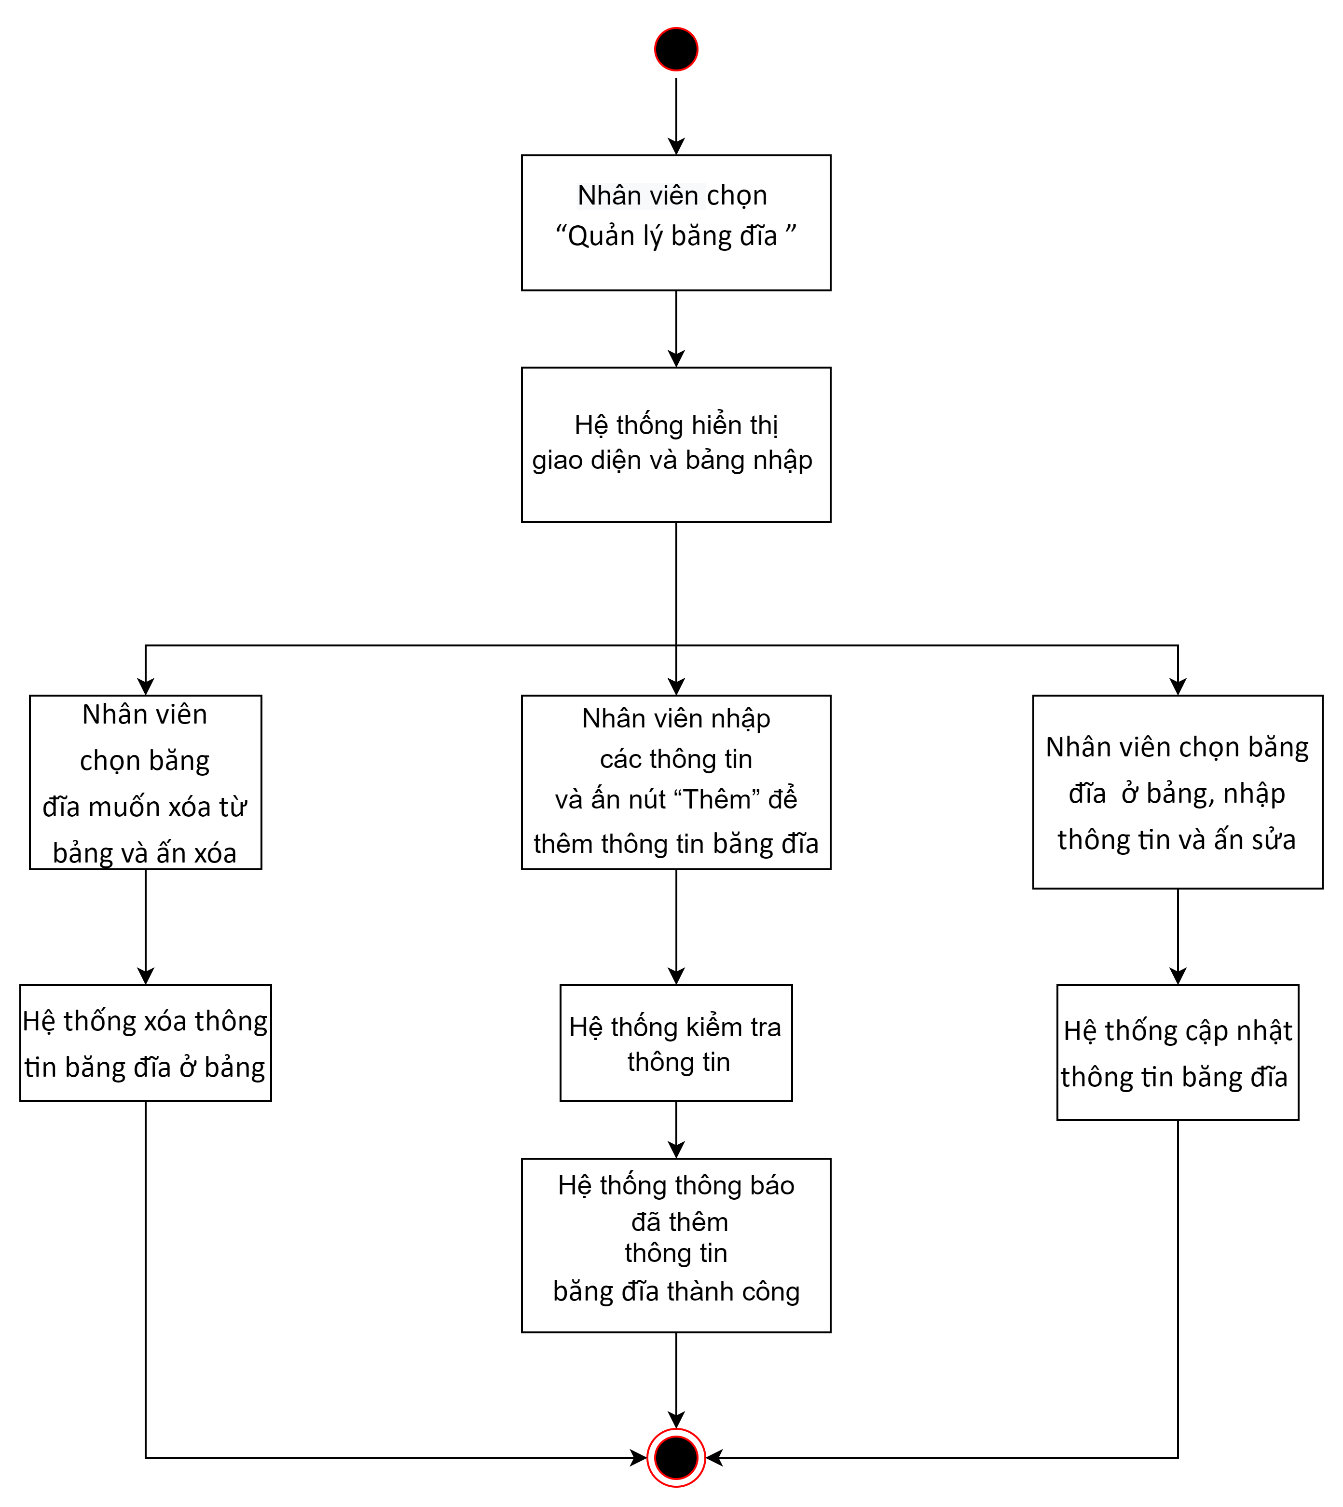 Nhân viên chọn
“Quản lý băng đĩa ”
Hệ thống hiển thị
giao diện và bảng nhập
Nhân viên
chọn băng
đĩa muốn xóa từ
bảng và ấn xóa
Nhân viên nhập
các thông tin
và ấn nút “Thêm” để
thêm thông tin băng đĩa
Nhân viên chọn băng
đĩa ở bảng, nhập
thông tin và ấn sửa
Hệ thống xóa thông
tin băng đĩa ở bảng
Hệ thống kiểm tra
thông tin
Hệ thống cập nhật
thông tin băng đĩa
Hệ thống thông báo
đã thêm
thông tin
băng đĩa thành công